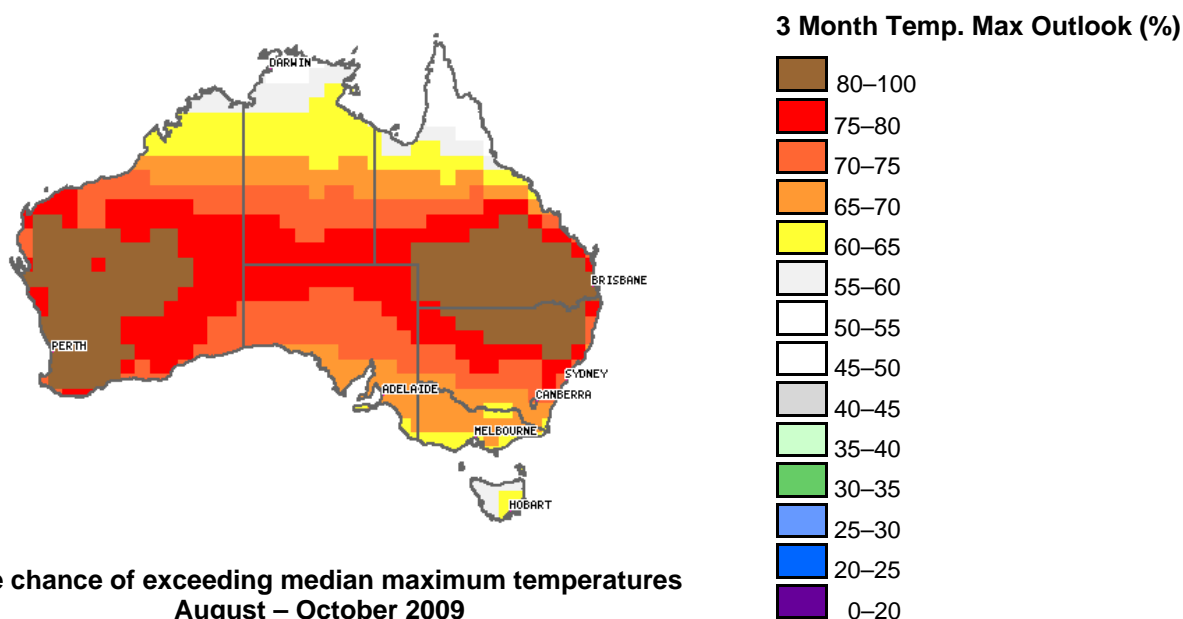 3 Month Temp. Max Outlook (%)
DARWIN
BRISBANE
PERTH
SYDNEY
ADELAIDE
CANBERRA
MELBOURNE
HOBART
80–100
75–80
70–75
65–70
60–65
55–60
50–55
45–50
40–45
35–40
30–35
25–30
20–25
0–20
chance of exceeding median maximum temperatures
August – October 2009